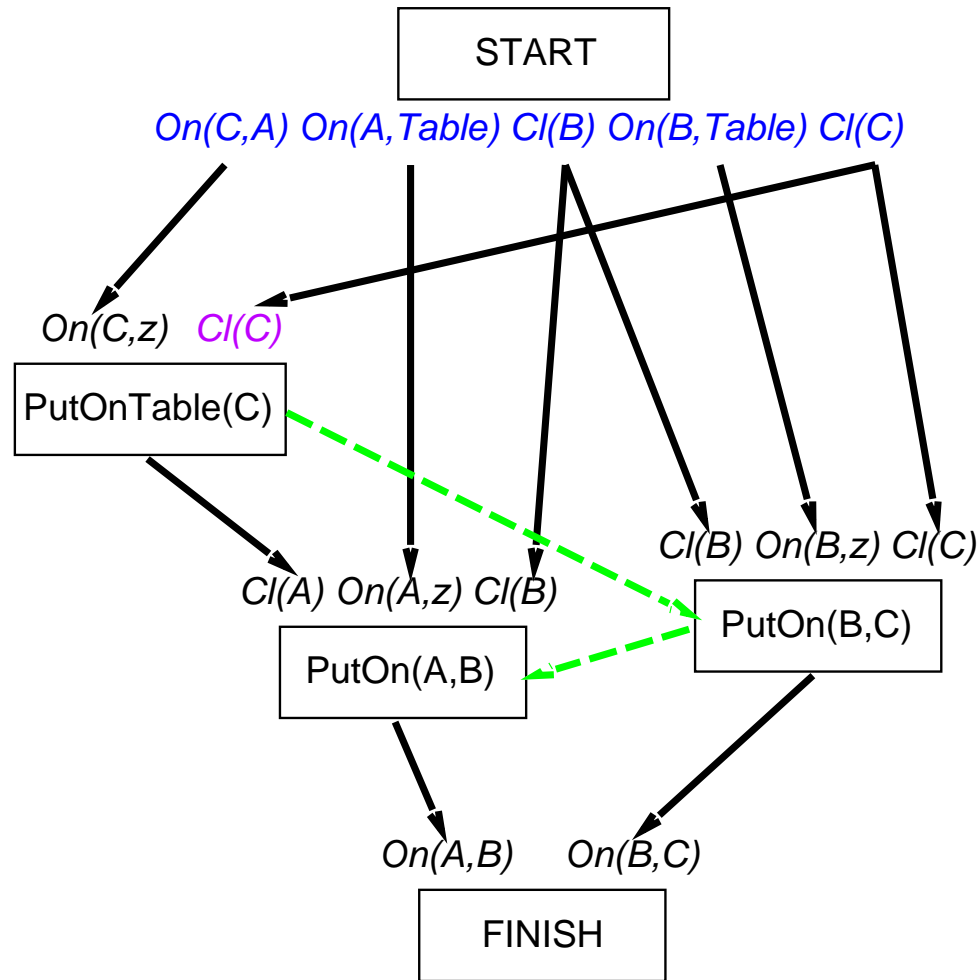 START
On(C,A) On(A,Table) Cl(B) On(B,Table) Cl(C)
On(C,z) Cl(C)
PutOnTable(C)
Cl(B) On(B,z) Cl(C)
Cl(A) On(A,z) Cl(B)
PutOn(B,C)
PutOn(A,B)
On(A,B) On(B,C)
FINISH